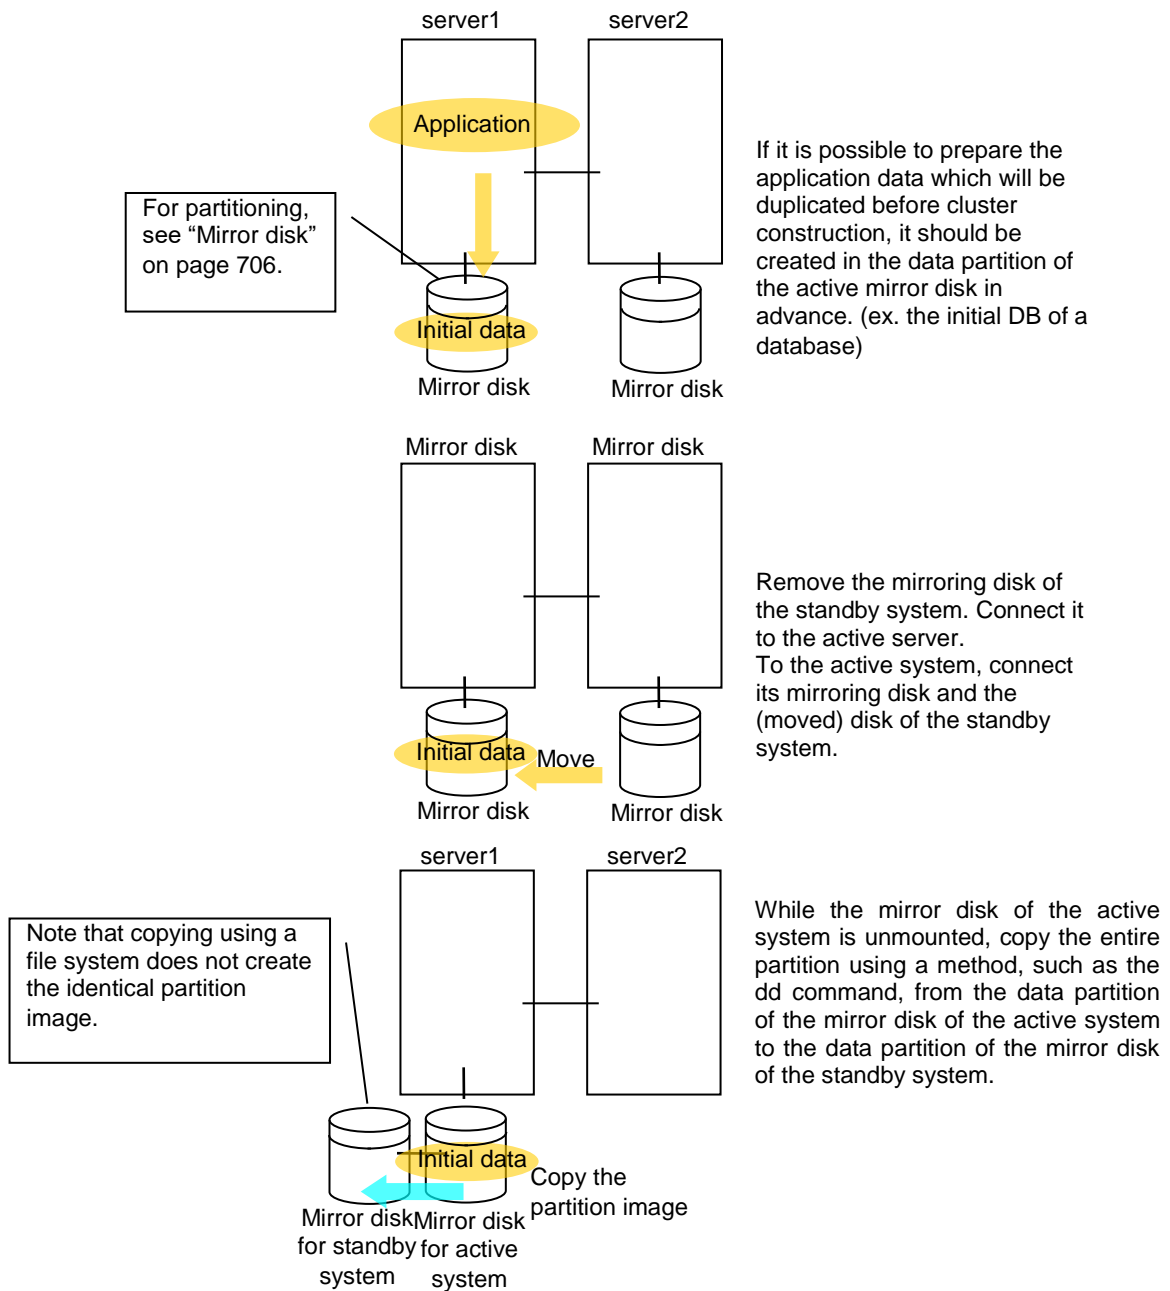 server1
server2
Application
For partitioning,
see “Mirror disk”
on page 706.
Initial data
Mirror disk
Mirror disk
If it is possible to prepare the
application data which will be
duplicated before cluster
construction, it should be
created in the data partition of
the active mirror disk in
advance. (ex. the initial DB of a
database)
Mirror disk
Mirror disk
Initial data
Move
Mirror disk
Mirror disk
Remove the mirroring disk of
the standby system. Connect it
to the active server.
To the active system, connect
its mirroring disk and the
(moved) disk of the standby
system.
server1
server2
Note that copying using a
file system does not create
the identical partition
image.
Initial data
Copy the
partition image
Mirror disk
for standby
system
Mirror disk
for active
system
While the mirror disk of the active
system is unmounted, copy the entire
partition using a method, such as the
dd command, from the data partition
of the mirror disk of the active system
to the data partition of the mirror disk
of the standby system.